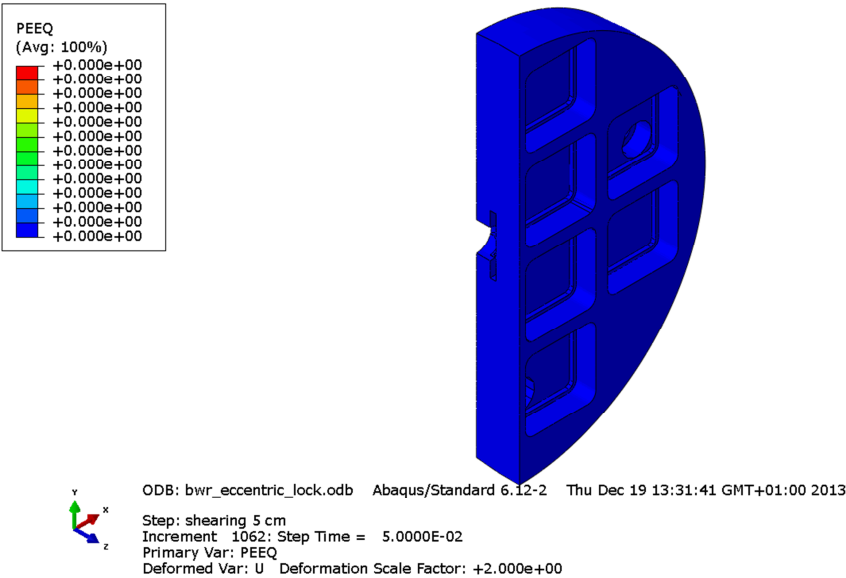 PEEQ
(Avg: 100%)
+0.000e+00
+0.000e+00
+0.000e+00
+0.000e+00
+0.000e+00
+0.000e+00
+0.000e+00
+0.000e+00
+0.000e+00
+0.000e+00
+0.000e+00
+0.000e+00
+0.000e+00
Y
X
Z
ODB: bwr_eccentric_lock.odb Abaqus/Standard 6.12-2 Thu Dec 19 13:31:41 GMT+01:00 2013
Step: shearing 5 cm
Increment 1062: Step Time = 5.0000E-02
Primary Var: PEEQ
Deformed Var: U Deformation Scale Factor: +2.000e+00